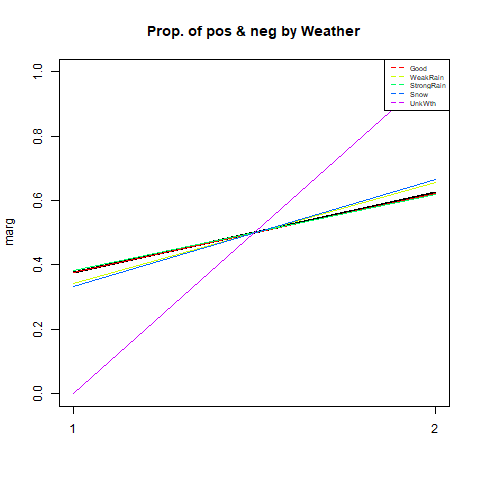 Prop. of pos & neg by Weather
Good
WeakRain
StrongRain
Snow
UnkWth
marg
1.0
0.8
0.6
0.4
0.2
0.0
1
2